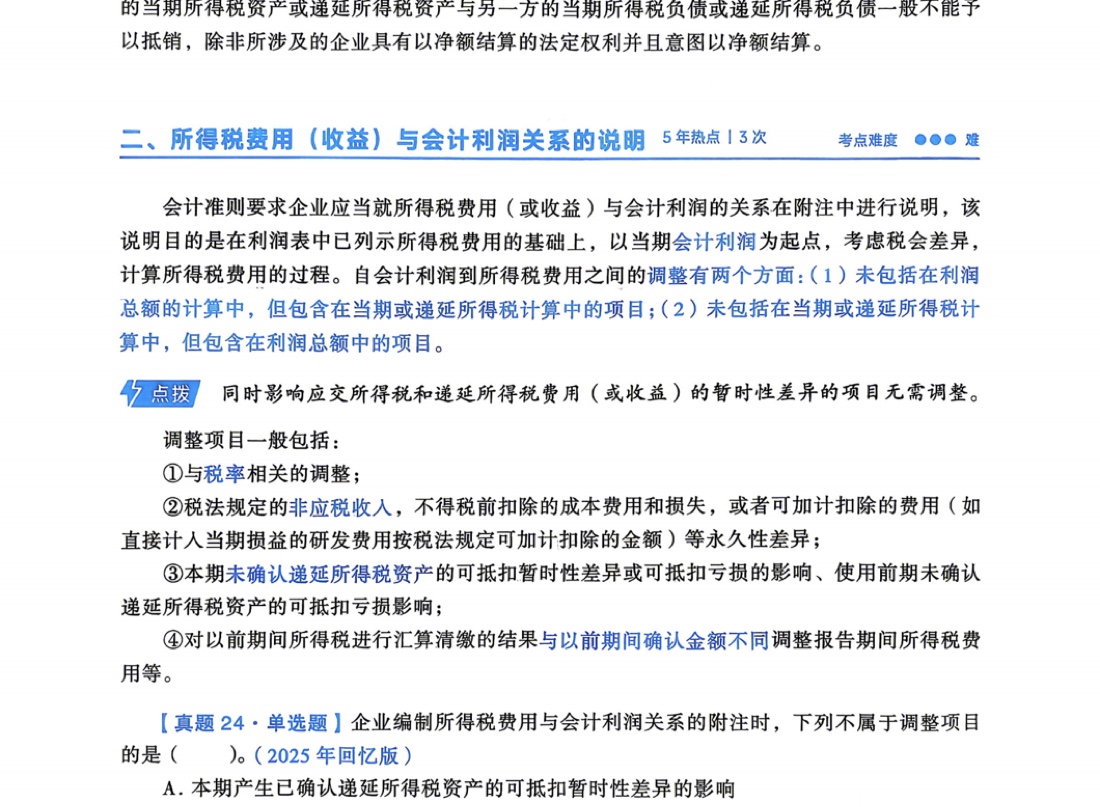 的当期所得税资产或递延所得税资产与另一方的当期所得税负债或递延所得税负债一般不能予
以抵销，除非所涉及的企业具有以净额结算的法定权利并且意图以净额结算。
二、所得税费用（收益）与会计利润关系的说明 5年热点 | 3次 考点难度 ●●● 难
会计准则要求企业应当就所得税费用（或收益）与会计利润的关系在附注中进行说明，该
说明目的是在利润表中已列示所得税费用的基础上，以当期会计利润为起点，考虑税会差异，
计算所得税费用的过程。自会计利润到所得税费用之间的调整有两个方面：（1）未包括在利润
总额的计算中，但包含在当期或递延所得税计算中的项目；（2）未包括在当期或递延所得税计
算中，但包含在利润总额中的项目。
点拨 同时影响应交所得税和递延所得税费用（或收益）的暂时性差异的项目无需调整。
调整项目一般包括：
①与税率相关的调整；
②税法规定的非应税收入，不得税前扣除的成本费用和损失，或者可加计扣除的费用（如
直接计入当期损益的研发费用按税法规定可加计扣除的金额）等永久性差异；
③本期未确认递延所得税资产的可抵扣暂时性差异或可抵扣亏损的影响、使用前期未确认
递延所得税资产的可抵扣亏损影响；
④对以前期间所得税进行汇算清缴的结果与以前期间确认金额不同调整报告期间所得税费
用等。
【真题24·单选题】企业编制所得税费用与会计利润关系的附注时，下列不属于调整项目
的是（　　）。（2025年回忆版）
A. 本期产生已确认递延所得税资产的可抵扣暂时性差异的影响